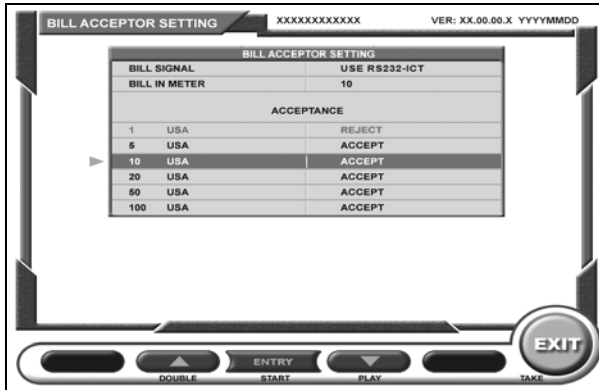 BILL ACCEPTOR SETTING XXXXXXXXXXXX VER: XX.00.00.X YYYYMMDD
BILL ACCEPTOR SETTING
BILL SIGNAL USE RS232-ICT
BILL IN METER 10
ACCEPTANCE
1 USA REJECT
5 USA ACCEPT
10 USA ACCEPT
20 USA ACCEPT
50 USA ACCEPT
100 USA ACCEPT
EXIT
ENTRY
DOUBLE START PLAY TAKE